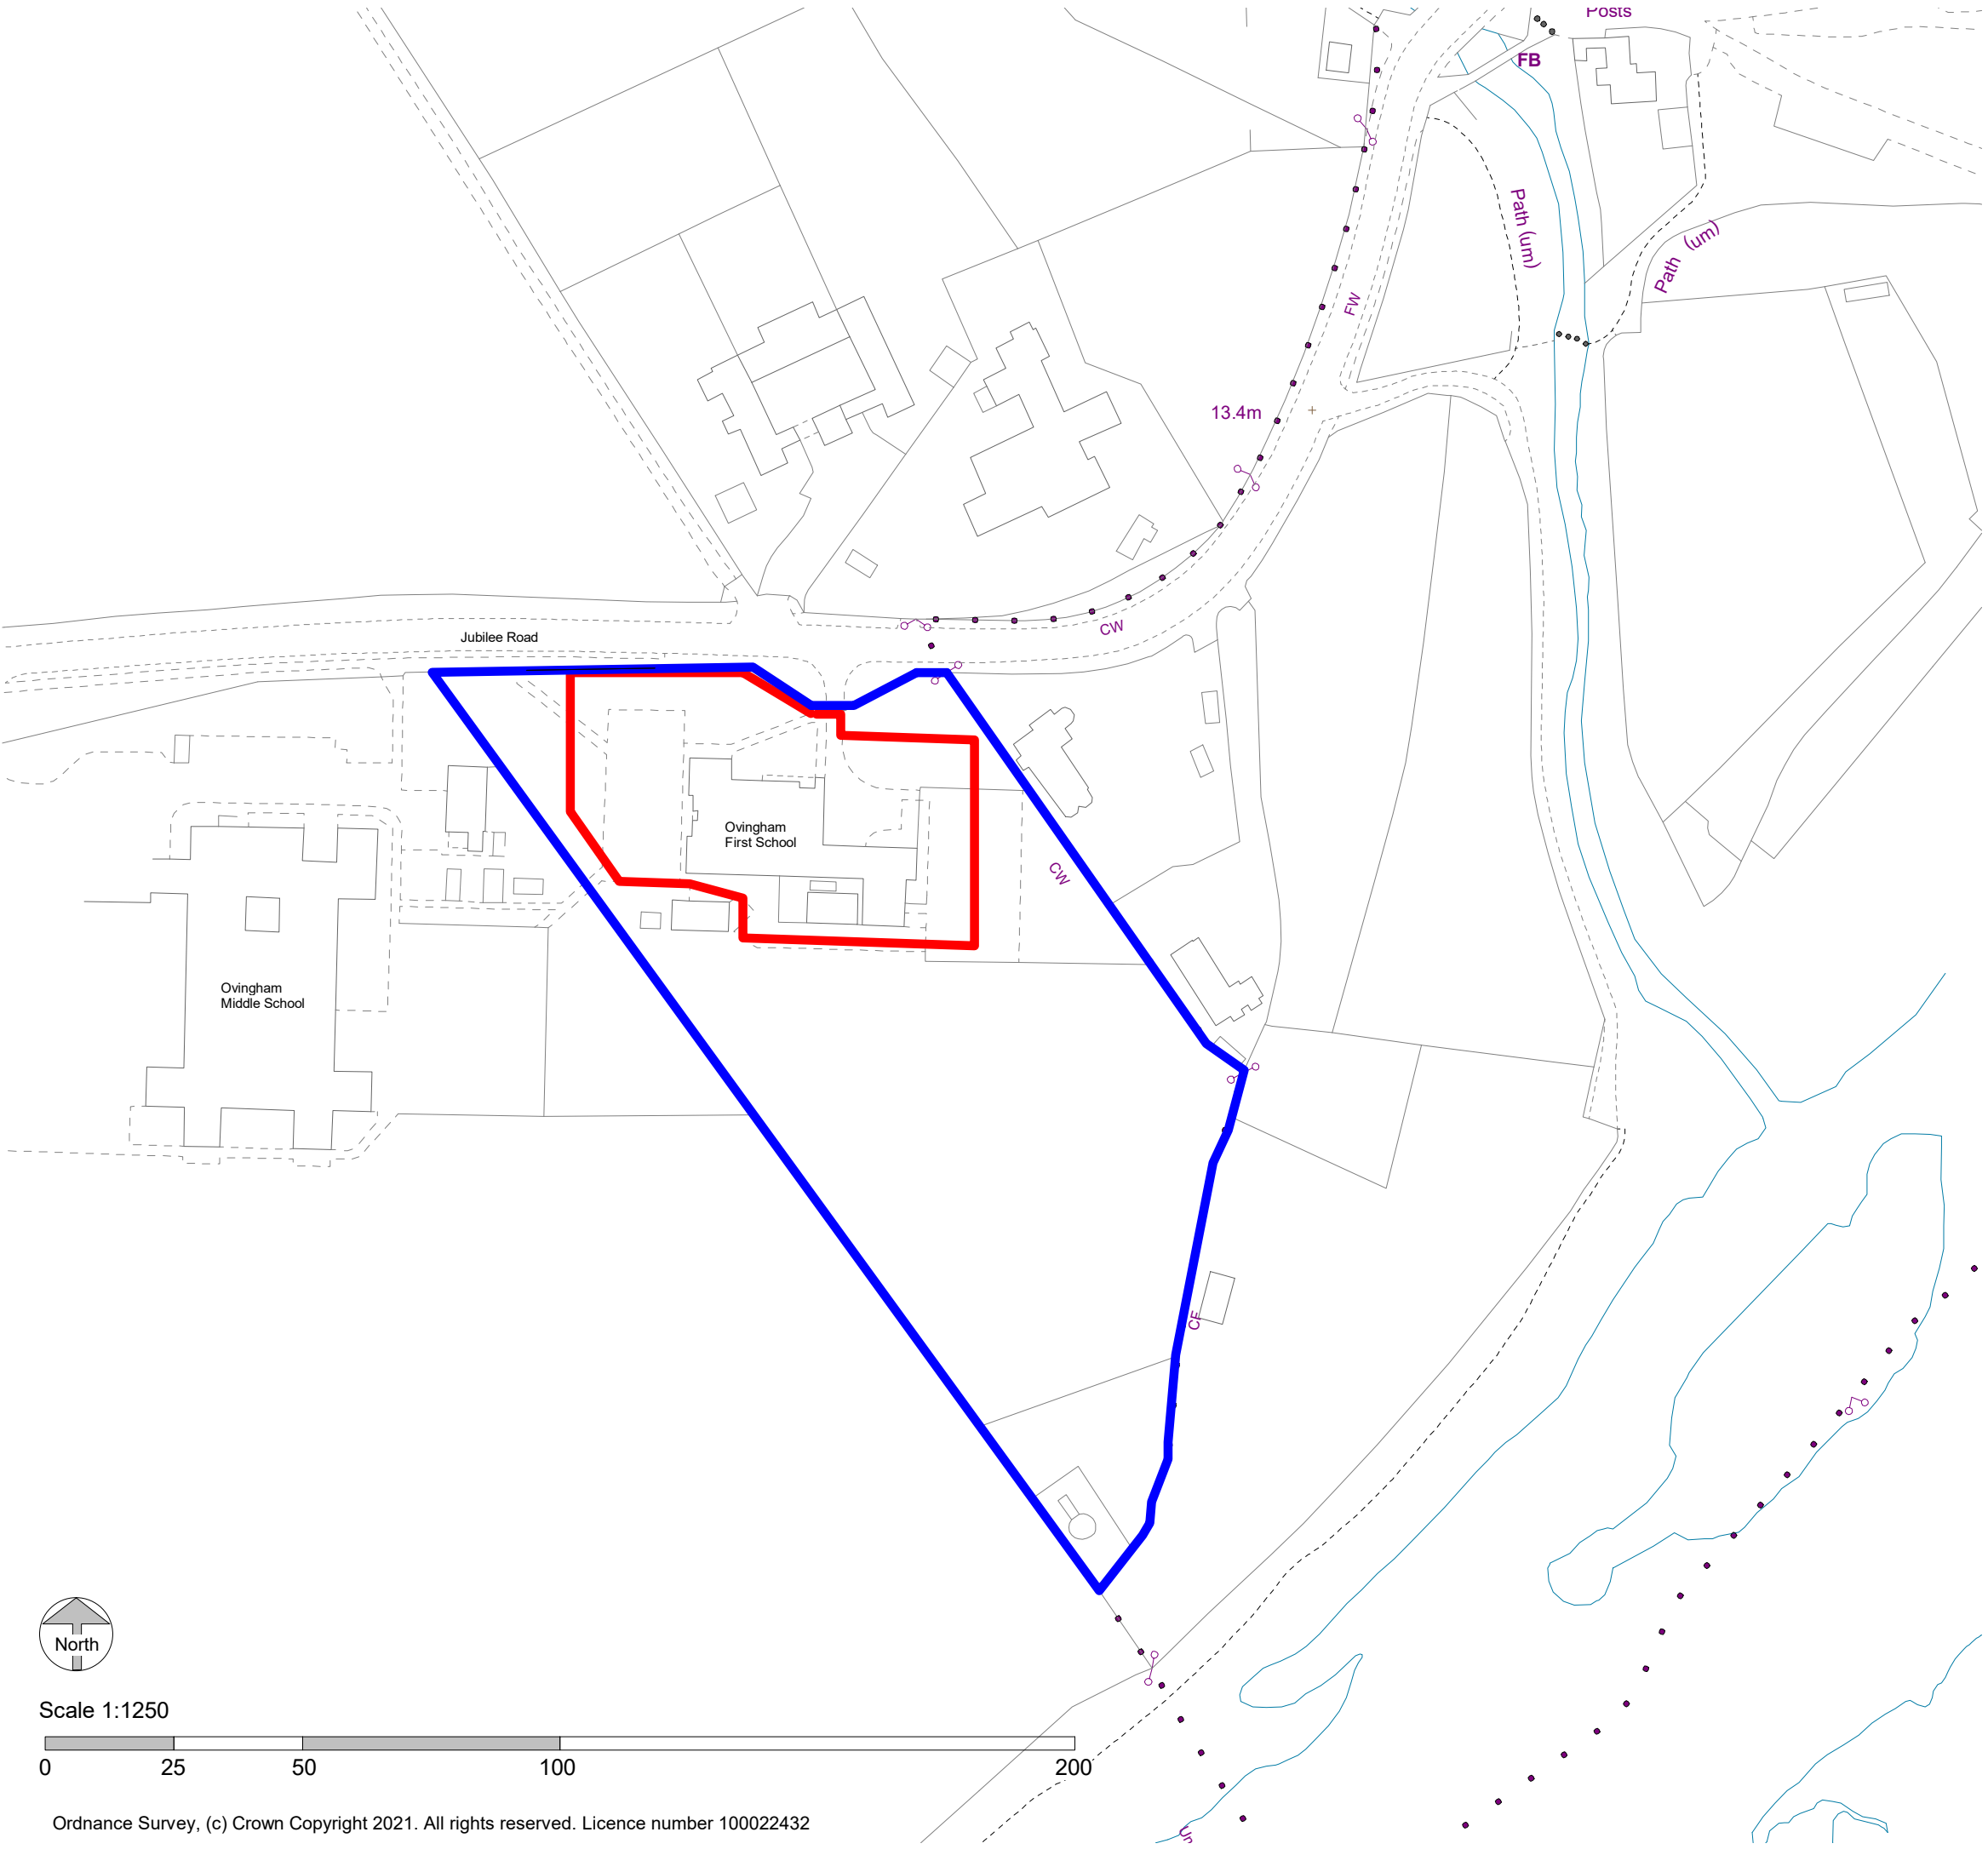 Posts
FB
Path (um)
Path (um)
FW
13.4m
CW
Jubilee Road
Ovingham
First School
CW
Ovingham
Middle School
CF
North
Scale 1:1250
0 25 50 100 200
Ordnance Survey, (c) Crown Copyright 2021. All rights reserved. Licence number 100022432